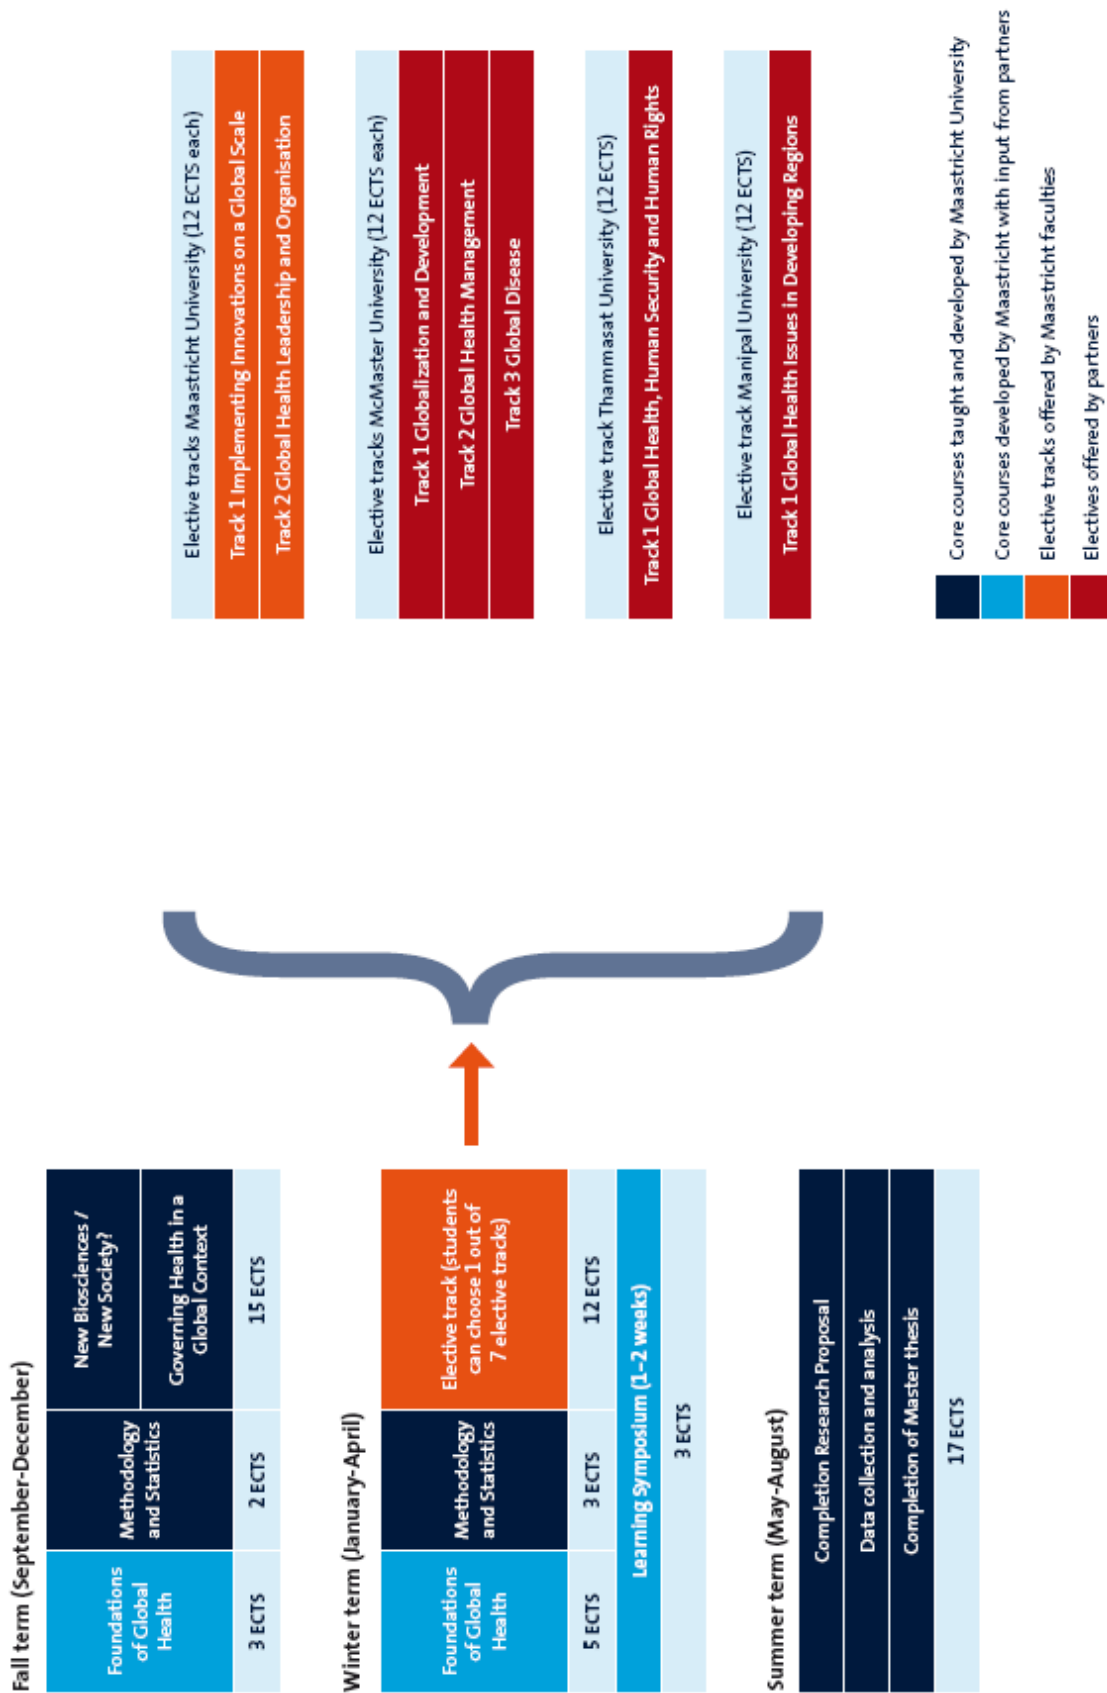 Fall term (September-December)
Foundations
of Global
Health
Methodology
and Statistics
New Biosciences /
New Society?
Governing Health in a
Global Context
3 ECTS
2 ECTS
15 ECTS
Winter term (January-April)
Foundations
of Global
Health
Methodology
and Statistics
Elective track (students
can choose 1 out of
7 elective tracks)
5 ECTS
3 ECTS
12 ECTS
Learning Symposium (1–2 weeks)
3 ECTS
Summer term (May-August)
Completion Research Proposal
Data collection and analysis
Completion of Master thesis
17 ECTS
Elective tracks Maastricht University (12 ECTS each)
Track 1 Implementing Innovations on a Global Scale
Track 2 Global Health Leadership and Organisation
Elective tracks McMaster University (12 ECTS each)
Track 1 Globalization and Development
Track 2 Global Health Management
Track 3 Global Disease
Elective track Thammasat University (12 ECTS)
Track 1 Global Health, Human Security and Human Rights
Elective track Manipal University (12 ECTS)
Track 1 Global Health Issues in Developing Regions
Core courses taught and developed by Maastricht University
Core courses developed by Maastricht with input from partners
Elective tracks offered by Maastricht faculties
Electives offered by partners